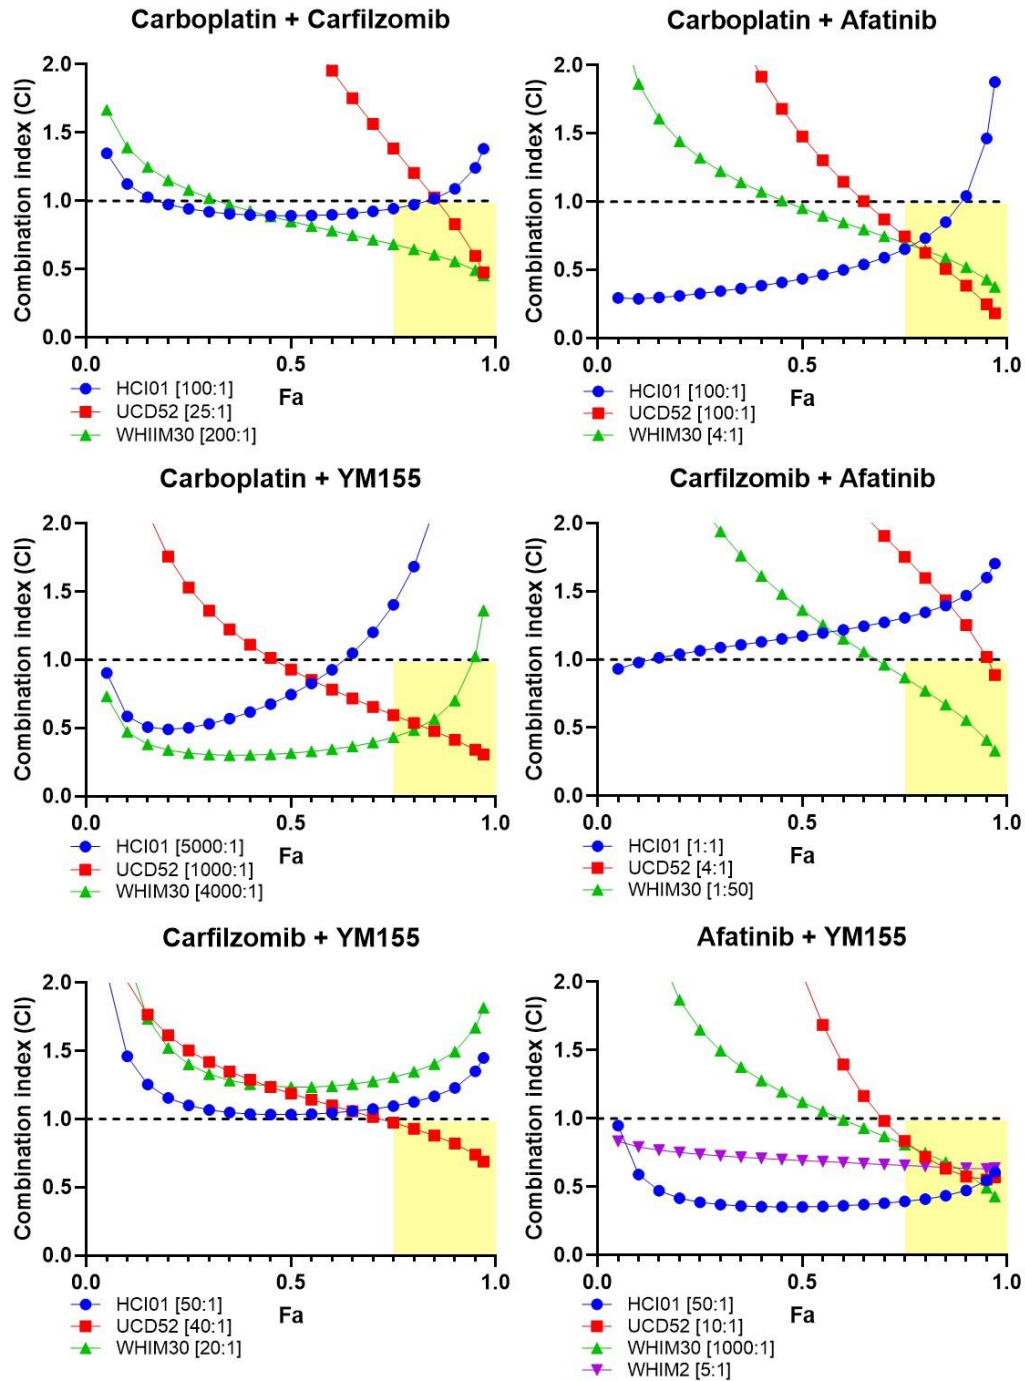 Carboplatin + Carfilzomib
Combination index (CI)
2.0
1.5
1.0
0.5
0.0
0.0 0.5 1.0
Fa
HCI01 [100:1]
UCD52 [25:1]
WHIIM30 [200:1]
Carboplatin + Afatinib
Combination index (CI)
2.0
1.5
1.0
0.5
0.0
0.0 0.5 1.0
Fa
HCI01 [100:1]
UCD52 [100:1]
WHIM30 [4:1]
Carboplatin + YM155
Combination index (CI)
2.0
1.5
1.0
0.5
0.0
0.0 0.5 1.0
Fa
HCI01 [5000:1]
UCD52 [1000:1]
WHIM30 [4000:1]
Carfilzomib + Afatinib
Combination index (CI)
2.0
1.5
1.0
0.5
0.0
0.0 0.5 1.0
Fa
HCI01 [1:1]
UCD52 [4:1]
WHIM30 [1:50]
Carfilzomib + YM155
Combination index (CI)
2.0
1.5
1.0
0.5
0.0
0.0 0.5 1.0
Fa
HCI01 [50:1]
UCD52 [40:1]
WHIM30 [20:1]
Afatinib + YM155
Combination index (CI)
2.0
1.5
1.0
0.5
0.0
0.0 0.5 1.0
Fa
HCI01 [50:1]
UCD52 [10:1]
WHIM30 [1000:1]
WHIM2 [5:1]